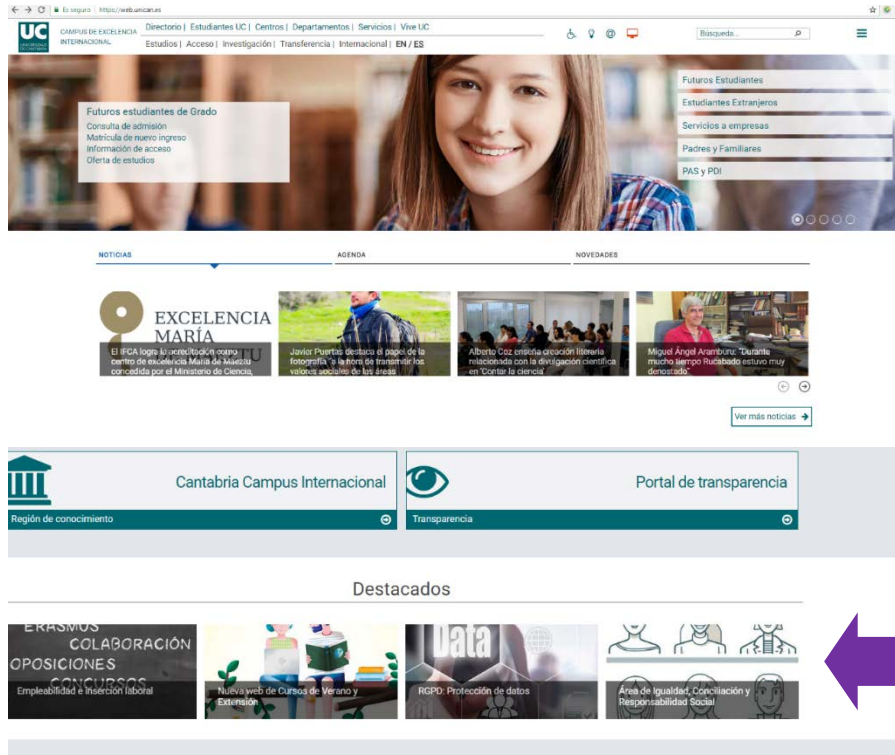 Es seguro | https://web.unican.es
UC
CAMPUS DE EXCELENCIA
INTERNACIONAL
Directorio | Estudiantes UC | Centros | Departamentos | Servicios | Vive UC
Estudios | Acceso | Investigación | Transferencia | Internacional | EN / ES
Búsqueda...
Futuros estudiantes de Grado
Consulta de admisión
Matrícula de nuevo ingreso
Información de acceso
Oferta de estudios
Futuros Estudiantes
Estudiantes Extranjeros
Servicios a empresas
Padres y Familiares
PAS y PDI
NOTICIAS
AGENDA
NOVEDADES
EXCELENCIA
MARÍA
El IFCA logra la acreditación como
centro de excelencia María de Maeztu
concedida por el Ministerio de Ciencia,
Javier Puertas destaca el papel de la
fotografía "a la hora de transmitir los
valores sociales de las áreas
Alberto Coz enseña creación literaria
relacionada con la divulgación científica
en "Contar la ciencia"
Miguel Ángel Aramburu: "Durante
mucho tiempo Rucabado estuvo muy
denostado"
Ver más noticias
Cantabria Campus Internacional
Región de conocimiento
Portal de transparencia
Transparencia
Destacados
ERASMUS
COLABORACIÓN
OPOSICIONES
CONCURSOS
Empleabilidad e inserción laboral
Nueva web de Cursos de Verano y
Extensión
Data
RGPD: Protección de datos
Área de Igualdad, Conciliación y
Responsabilidad Social